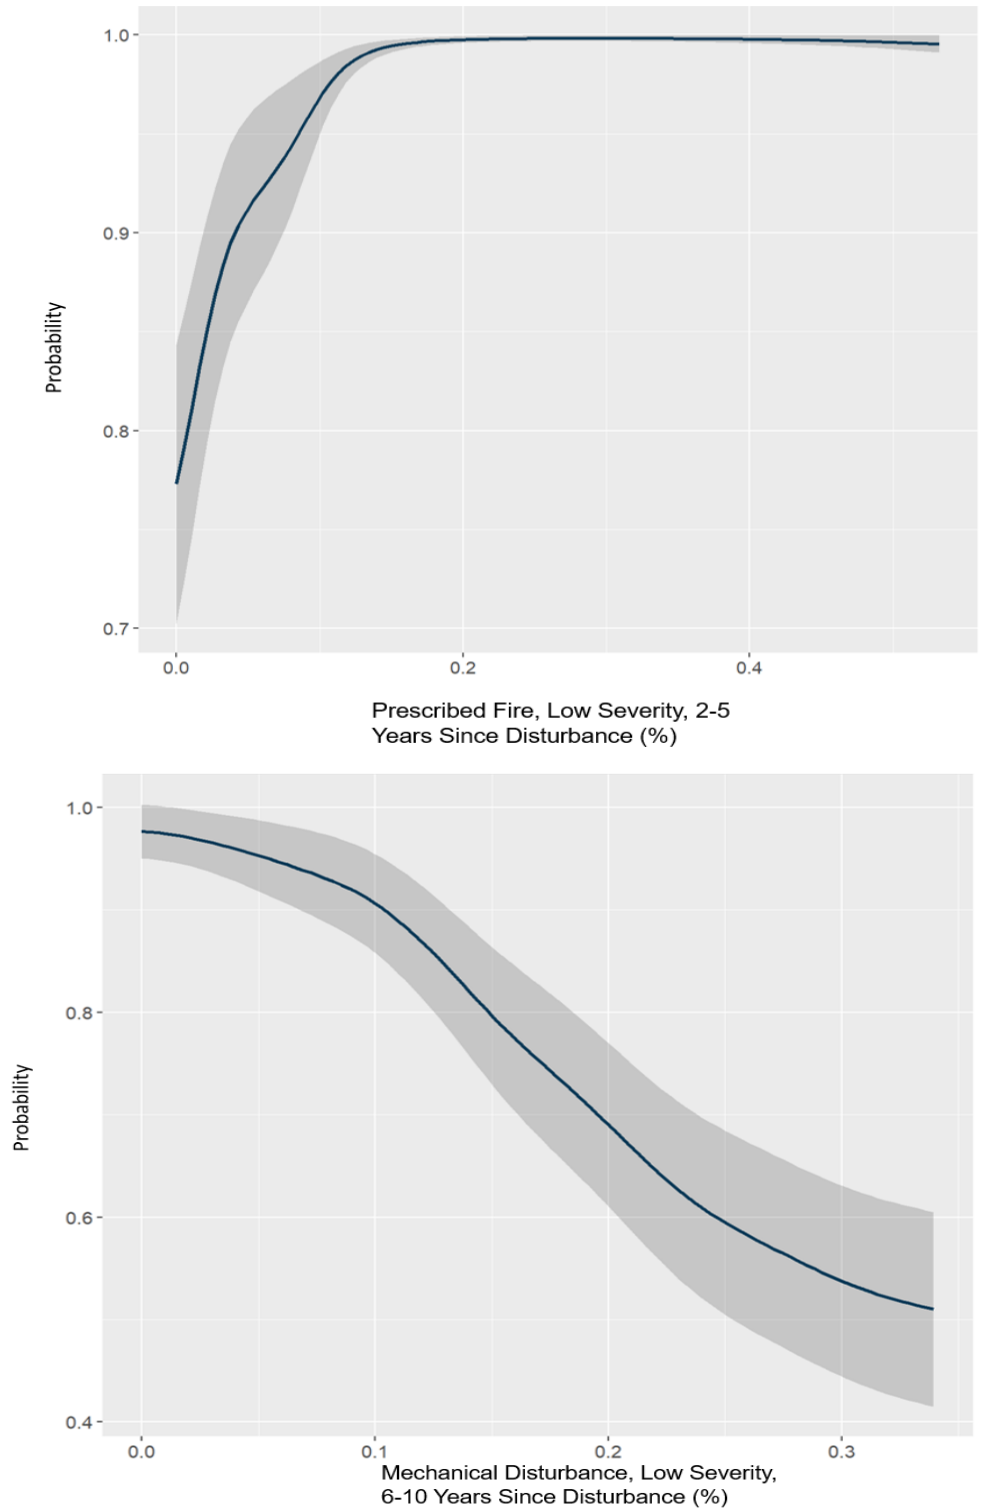 1.0
0.9
Probability
0.8
0.7
0.0 0.2 0.4
Prescribed Fire, Low Severity, 2-5
Years Since Disturbance (%)
1.0
0.8
Probability
0.6
0.4
0.0 0.1 0.2 0.3
Mechanical Disturbance, Low Severity,
6-10 Years Since Disturbance (%)